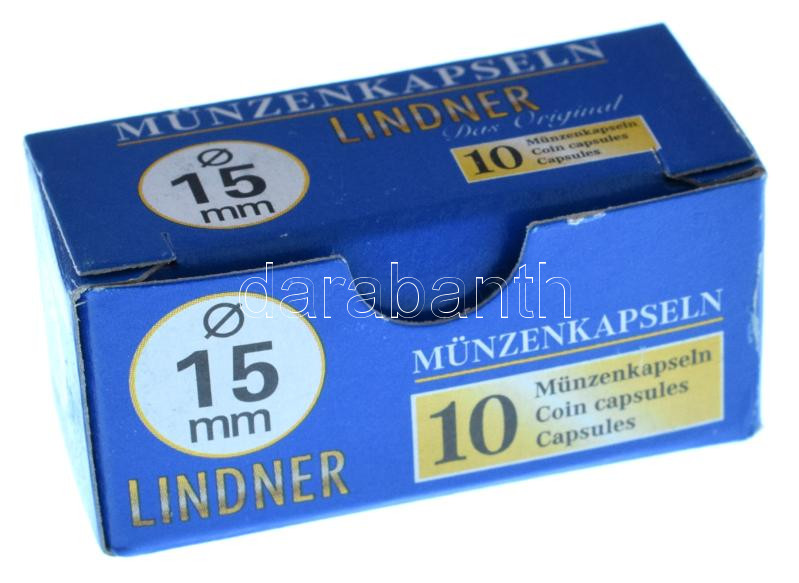 MÜNZENKAPSELN
LINDNER
Das Original
Ø
15
mm
10
Münzenkapseln
Coin capsules
Capsules
darabanth
Ø
15
mm
LINDNER
MÜNZENKAPSELN
10
Münzenkapseln
Coin capsules
Capsules